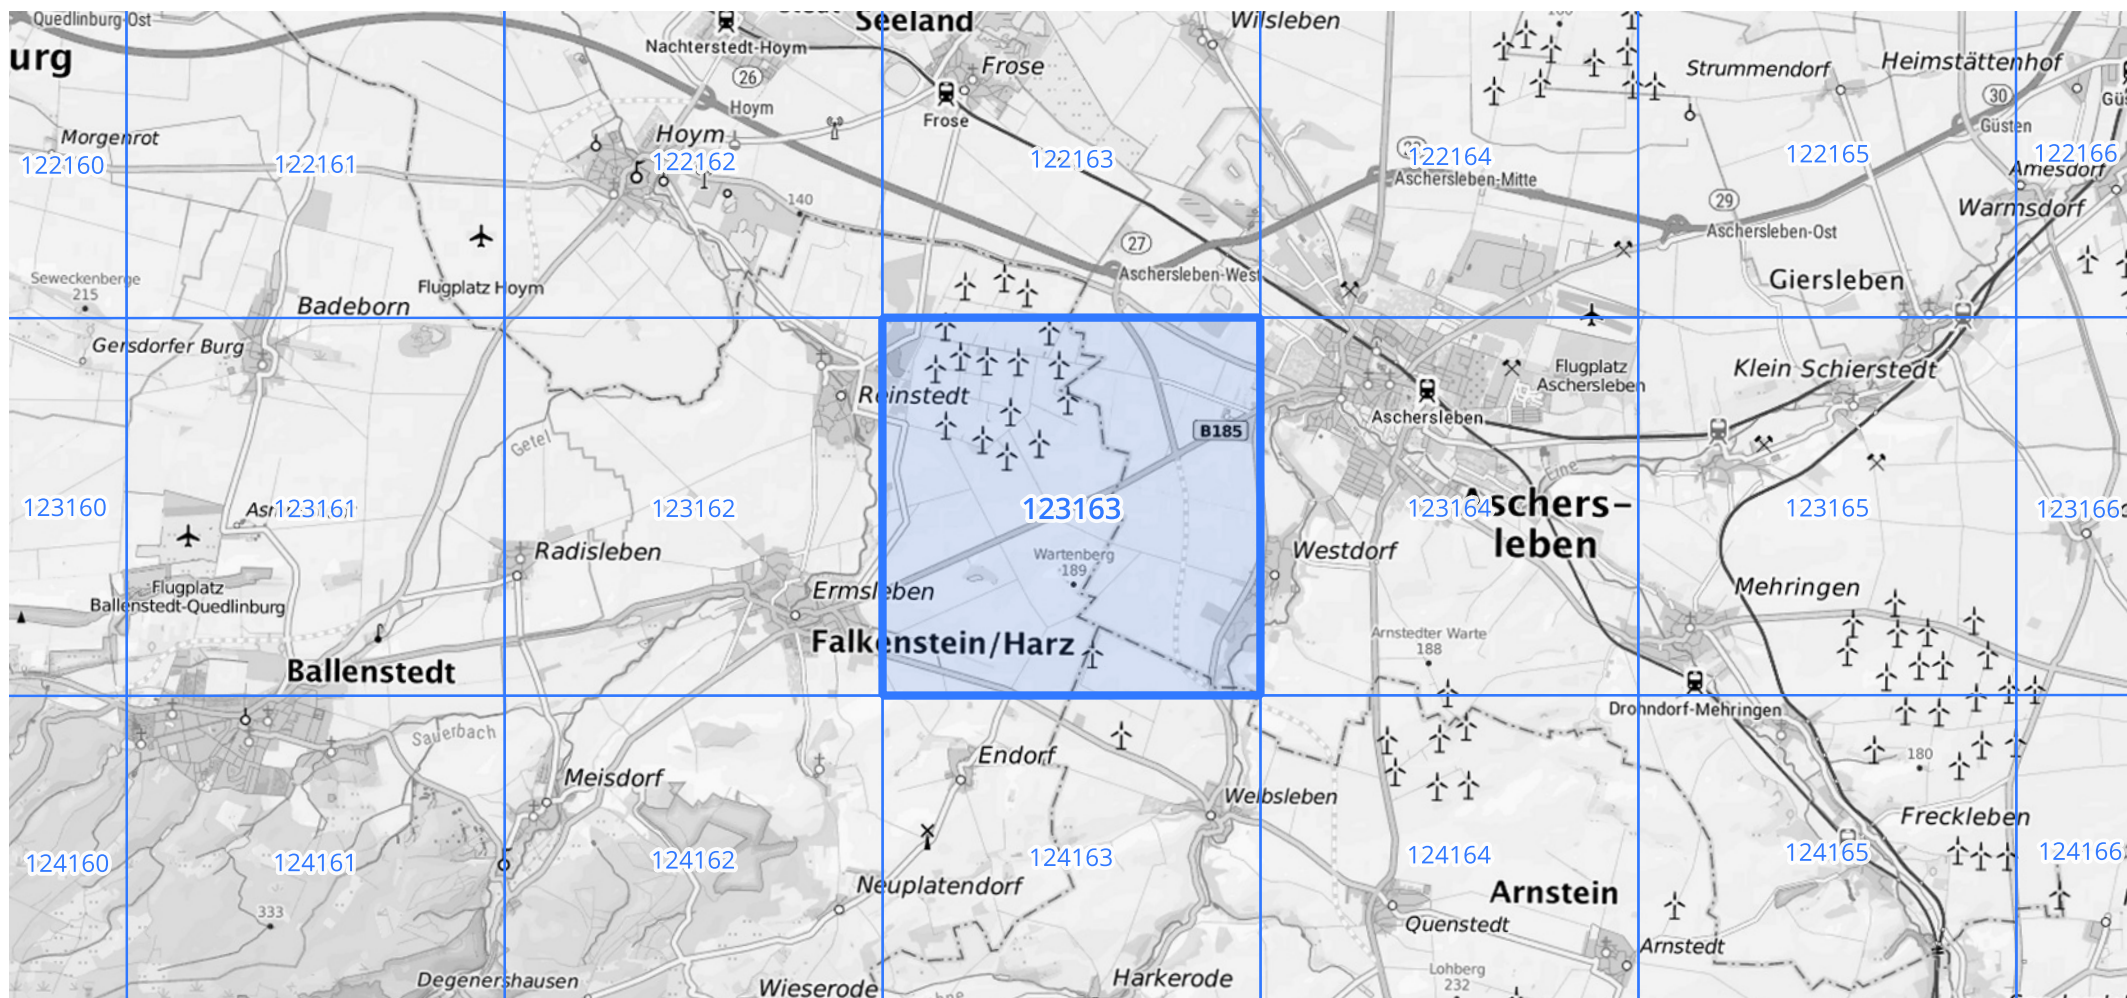 Quedlinburg-Ost
Seeland
Wilsleben
urg
Nachterstedt-Hoym
Frose
Strummendorf
Heimstättenhof
26
Hoym
30
Frose
Güsten
Morgenrot
Hoym
122160
122161
122162
122163
122164
122165
122166
Aschersleben-Mitte
Amesdorf
140
29
Warmsdorf
Aschersleben-Ost
27
Aschersleben-West
Seweckenberge
215
Flugplatz Hoym
Badeborn
Giersleben
Gersdorfer Burg
Klein Schierstedt
Flugplatz
Aschersleben
Reinstedt
Aschersleben
B185
Getel
Eine
123160
123161
123162
123163
123164
123165
123166
Aschers-
leben
Radisleben
Wartenberg
189
Westdorf
Flugplatz
Ballenstedt-Quedlinburg
Ermsleben
Mehringen
Falkenstein/Harz
Arnstedter Warte
188
Ballenstedt
Drohndorf-Mehringen
Sauerbach
Endorf
180
Meisdorf
Welbsleben
Freckleben
124160
124161
124162
124163
124164
124165
124166
Neuplatendorf
Arnstein
333
Quenstedt
Arnstedt
Degenershausen
Wieserode
Harkerode
Lohberg
232